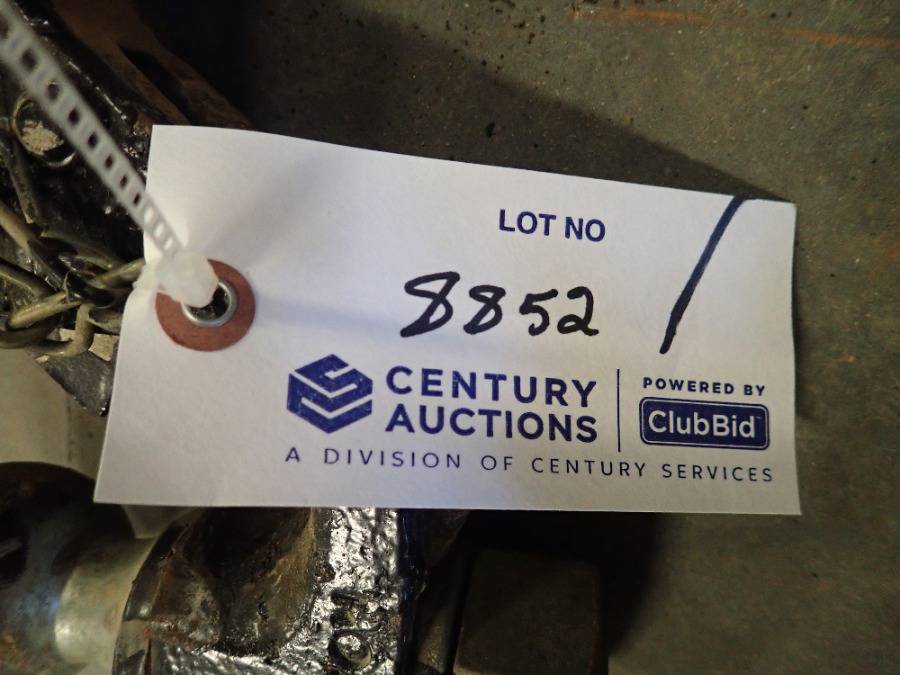 LOT NO
8852 /
CENTURY
AUCTIONS
A DIVISION OF CENTURY SERVICES
POWERED BY
ClubBid